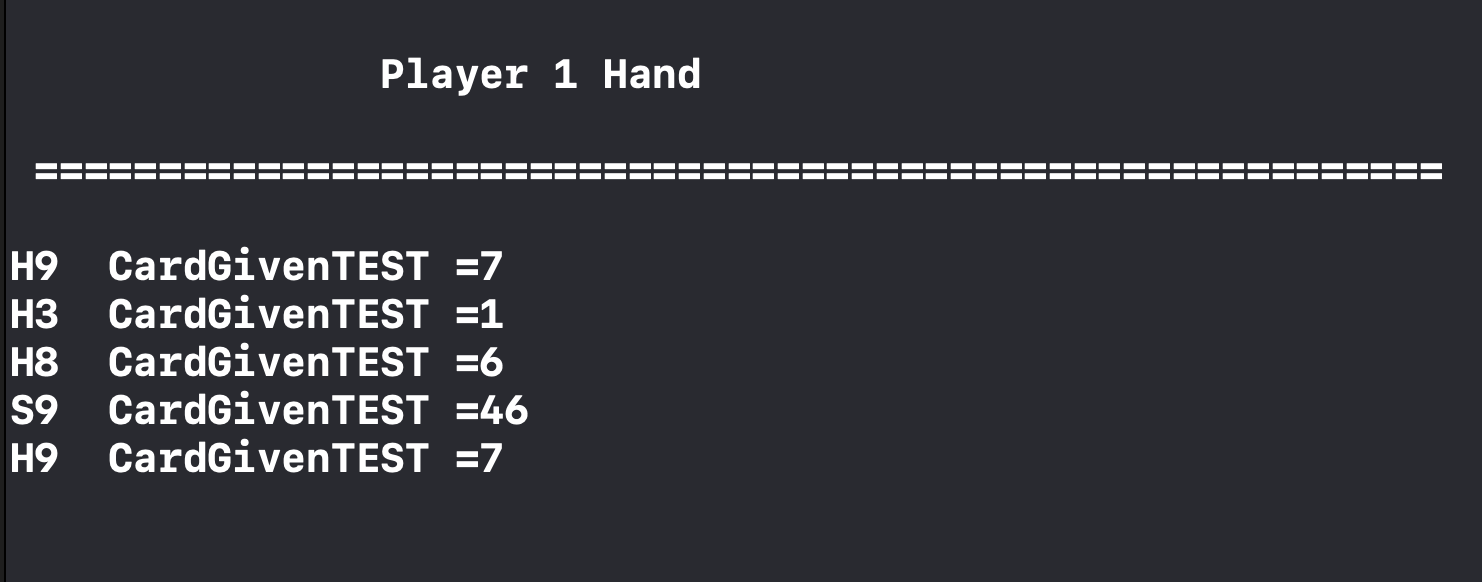 Player 1 Hand
=========================================================
H9  CardGivenTEST =7
H3  CardGivenTEST =1
H8  CardGivenTEST =6
S9  CardGivenTEST =46
H9  CardGivenTEST =7